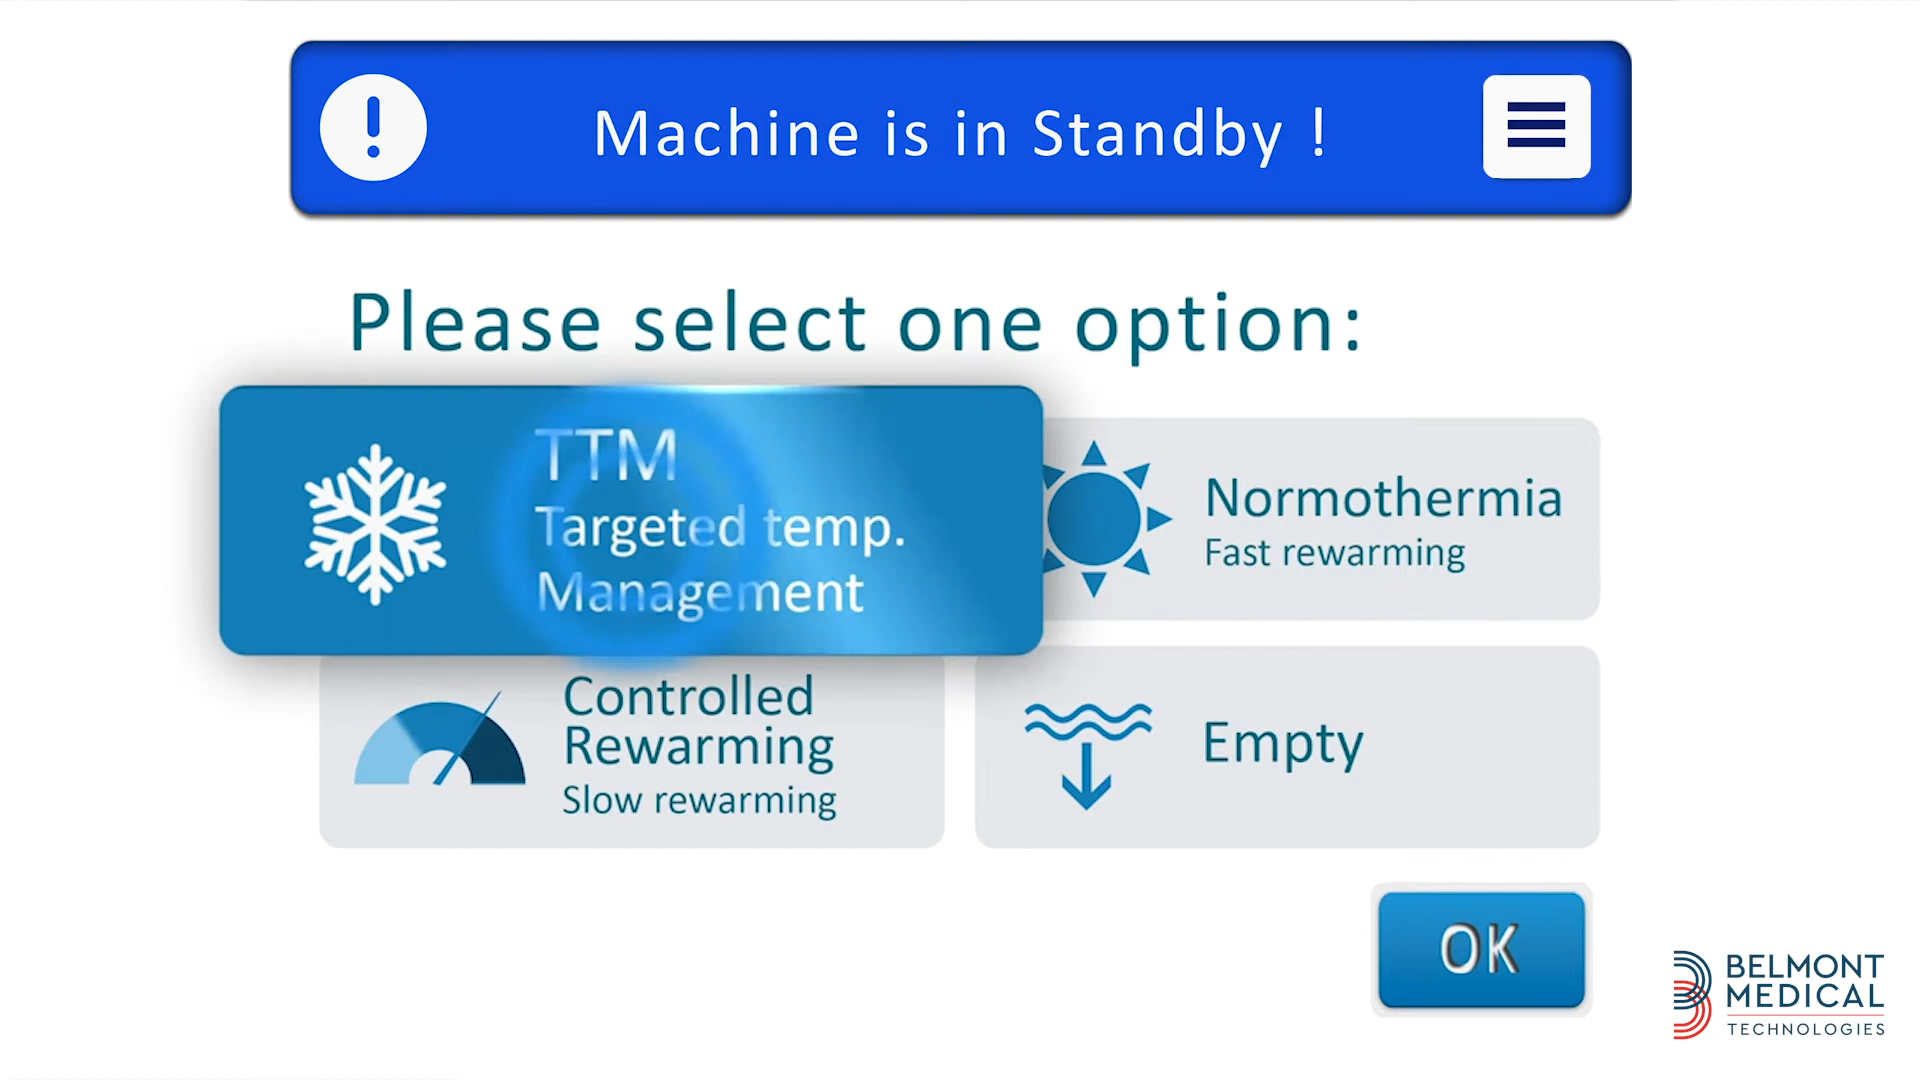 Machine is in Standby !
Please select one option:
TTM
Targeted temp.
Management
Normothermia
Fast rewarming
Controlled
Rewarming
Slow rewarming
Empty
OK
BELMONT
MEDICAL
TECHNOLOGIES